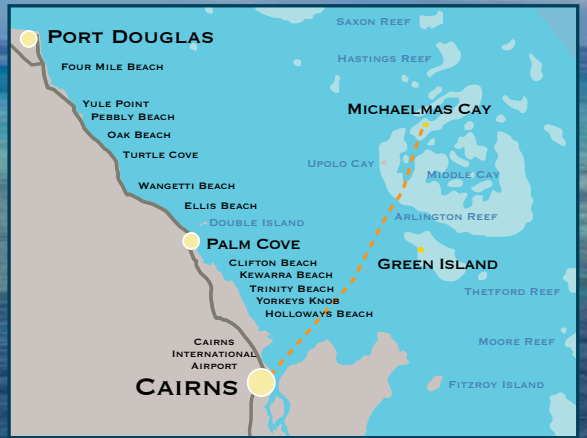 SAXON REEF
PORT DOUGLAS
HASTINGS REEF
FOUR MILE BEACH
YULE POINT
MICHAELMAS CAY
PEBBLY BEACH
OAK BEACH
TURTLE COVE
UPOLO CAY
MIDDLE CAY
WANGETTI BEACH
ELLIS BEACH
ARLINGTON REEF
DOUBLE ISLAND
PALM COVE
CLIFTON BEACH
GREEN ISLAND
KEWARRA BEACH
TRINITY BEACH
THETFORD REEF
YORKEYS KNOB
HOLLOWAYS BEACH
CAIRNS
INTERNATIONAL
AIRPORT
MOORE REEF
CAIRNS
FITZROY ISLAND